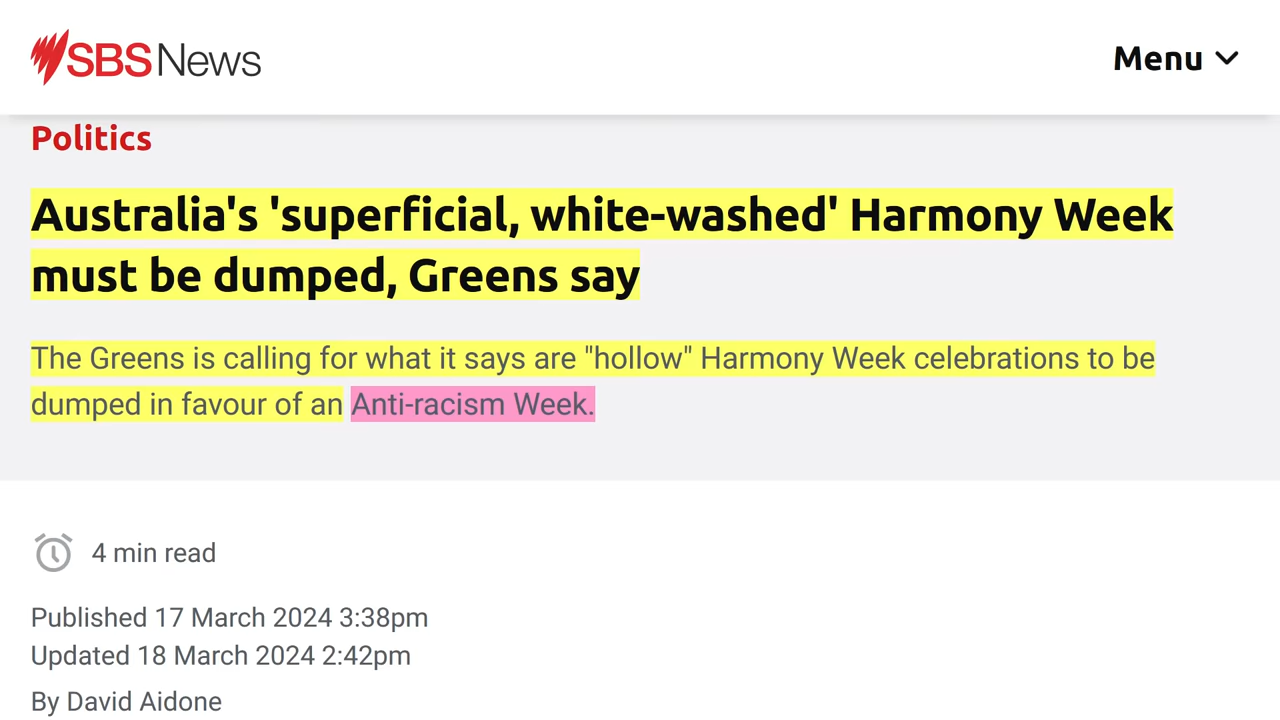 SBS News
Menu
Politics
Australia's 'superficial, white-washed' Harmony Week
must be dumped, Greens say
The Greens is calling for what it says are "hollow" Harmony Week celebrations to be
dumped in favour of an Anti-racism Week.
4 min read
Published 17 March 2024 3:38pm
Updated 18 March 2024 2:42pm
By David Aidone